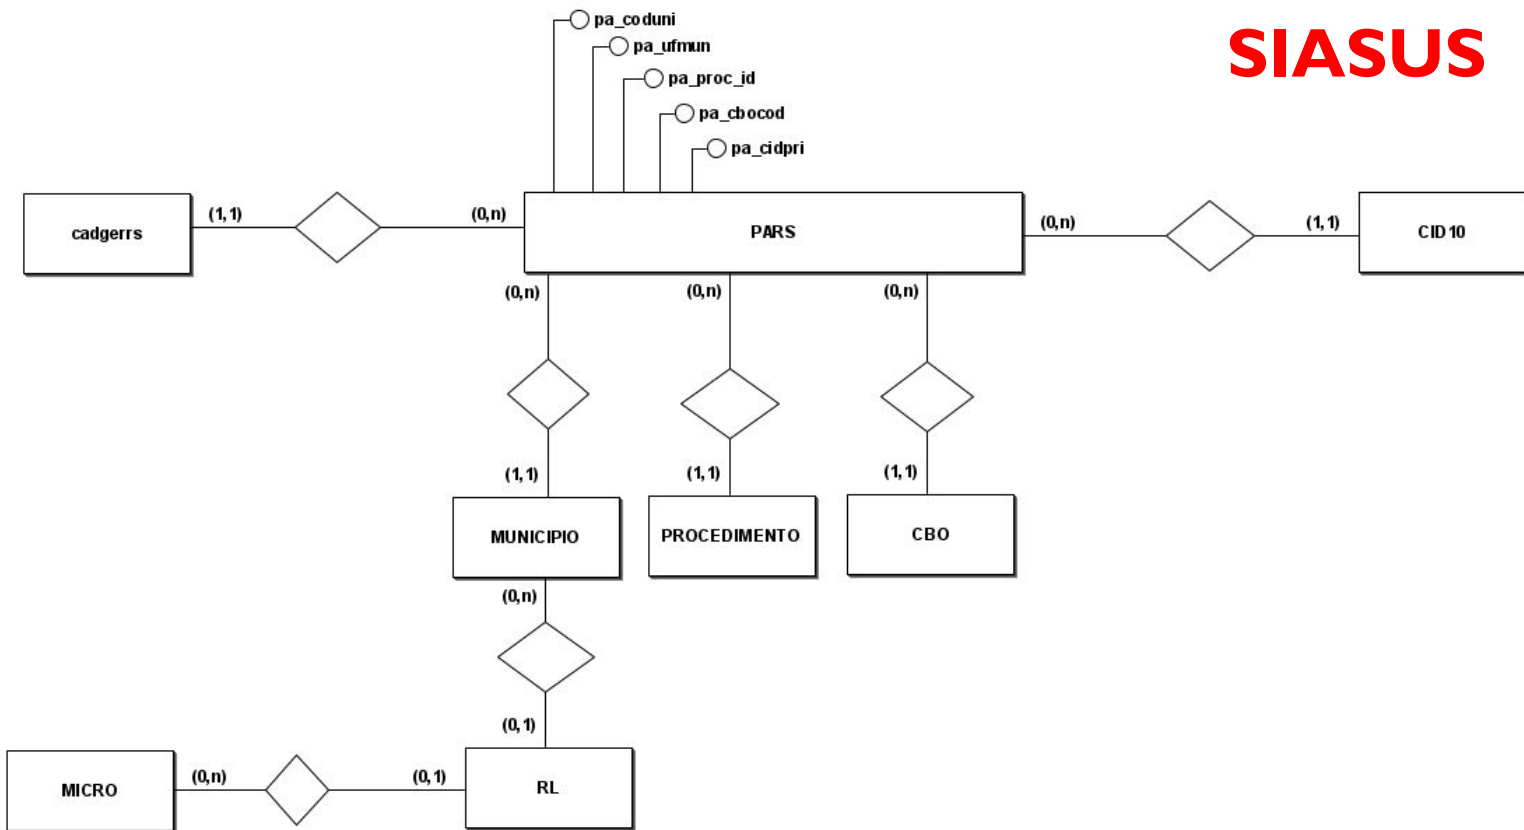 SIASUS
pa_coduni
pa_ufmun
pa_proc_id
pa_cbocod
pa_cidpri
cadgerrs
(1,1)
(0,n)
PARS
(0,n)
(1,1)
CID10
(0,n)
(0,n)
(0,n)
(1,1)
(1,1)
(1,1)
MUNICIPIO
PROCEDIMENTO
CBO
(0,n)
(0,1)
MICRO
(0,n)
(0,1)
RL